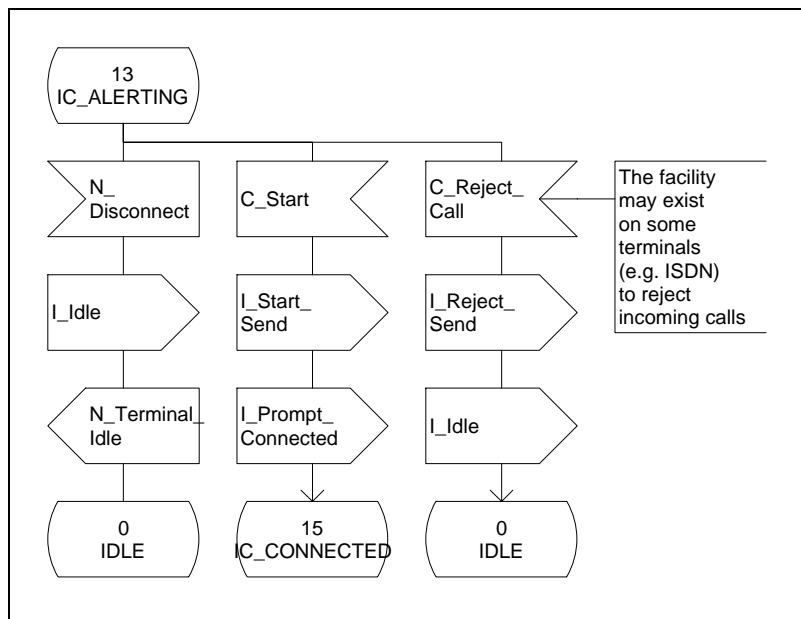 13
IC_ALERTING
N_
Disconnect
C_Start
C_Reject_
Call
The facility
may exist
on some
terminals
(e.g. ISDN)
to reject
incoming calls
I_Idle
I_Start_
Send
I_Reject_
Send
N_Terminal_
Idle
I_Prompt_
Connected
I_Idle
0
IDLE
15
IC_CONNECTED
0
IDLE